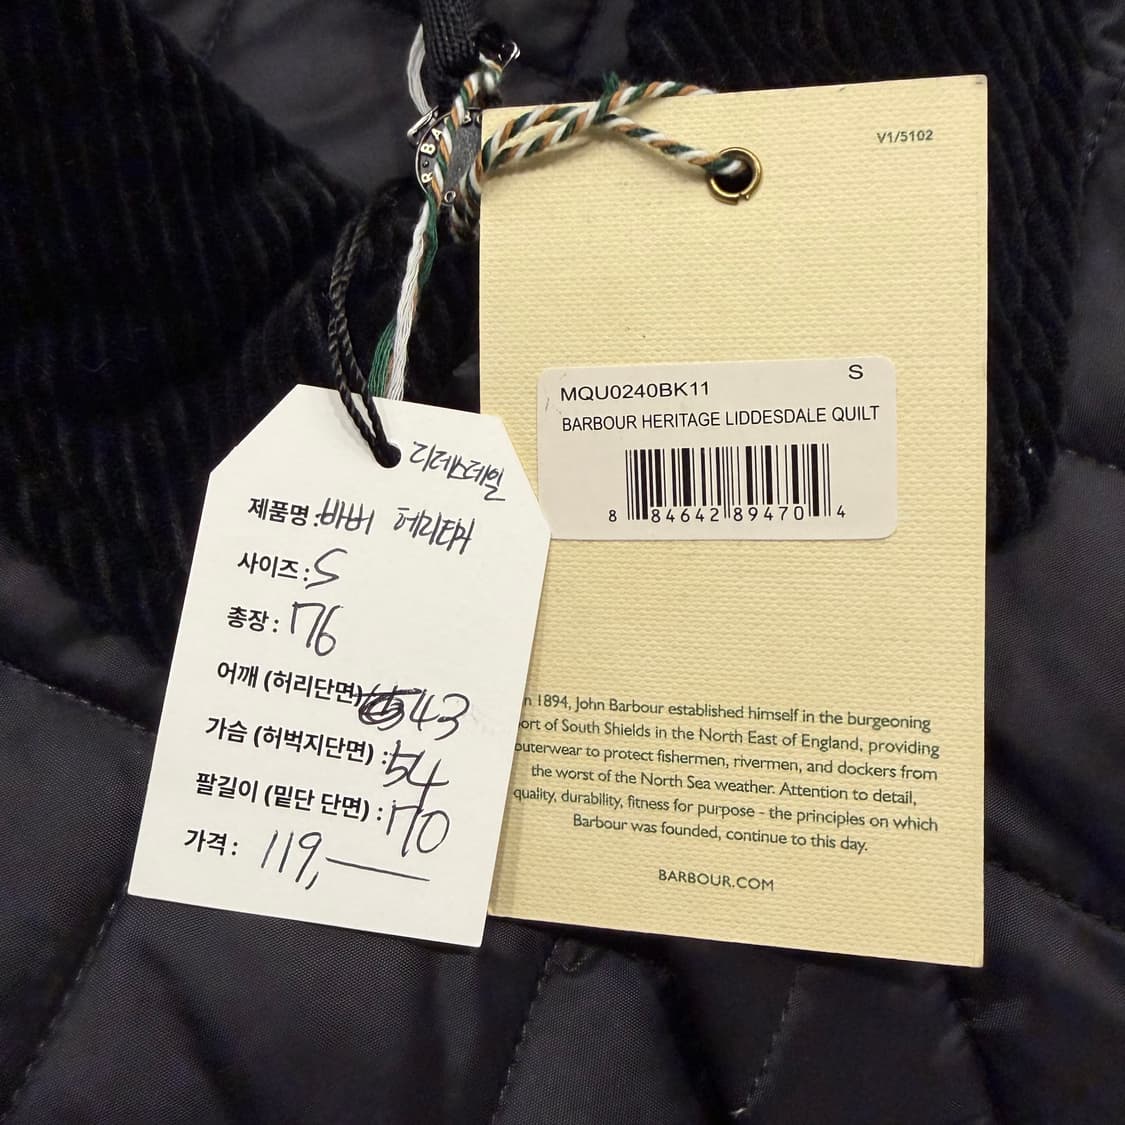 V1/5102
S
MQU0240BK11
BARBOUR HERITAGE LIDDESDALE QUILT
8 84642 89470 4
리데스데일
제품명 : 바버 헤리티지
사이즈 : S
총장 : 76
어깨 (허리단면) 43
가슴 (허벅지단면) : 54
팔길이 (밑단 단면) : 70
가격 : 119,
n 1894, John Barbour established himself in the burgeoning
ort of South Shields in the North East of England, providing
outerwear to protect fishermen, rivermen, and dockers from
the worst of the North Sea weather. Attention to detail,
quality, durability, fitness for purpose - the principles on which
Barbour was founded, continue to this day.
BARBOUR.COM